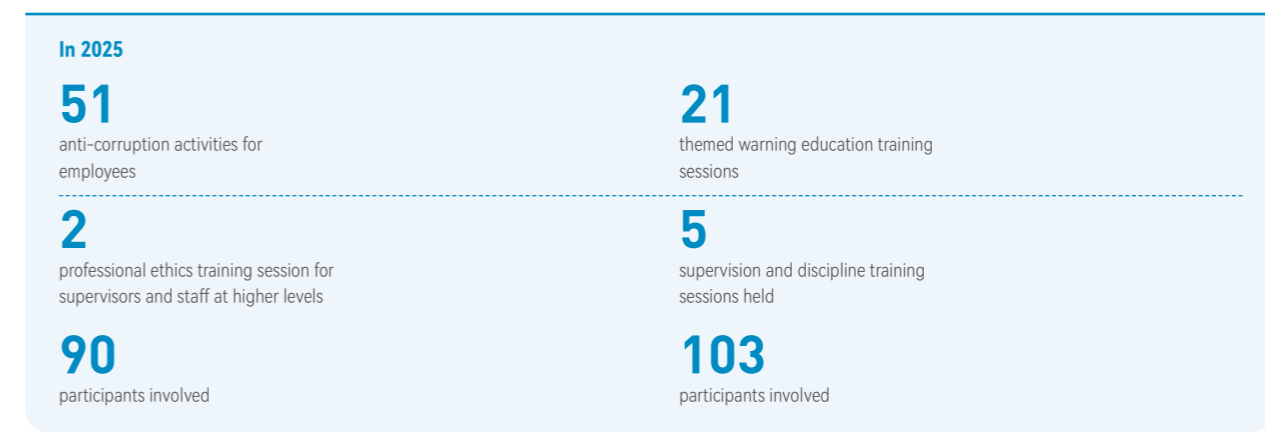 In 2025
51
anti-corruption activities for
employees
21
themed warning education training
sessions
2
professional ethics training session for
supervisors and staff at higher levels
90
participants involved
5
supervision and discipline training
sessions held
103
participants involved